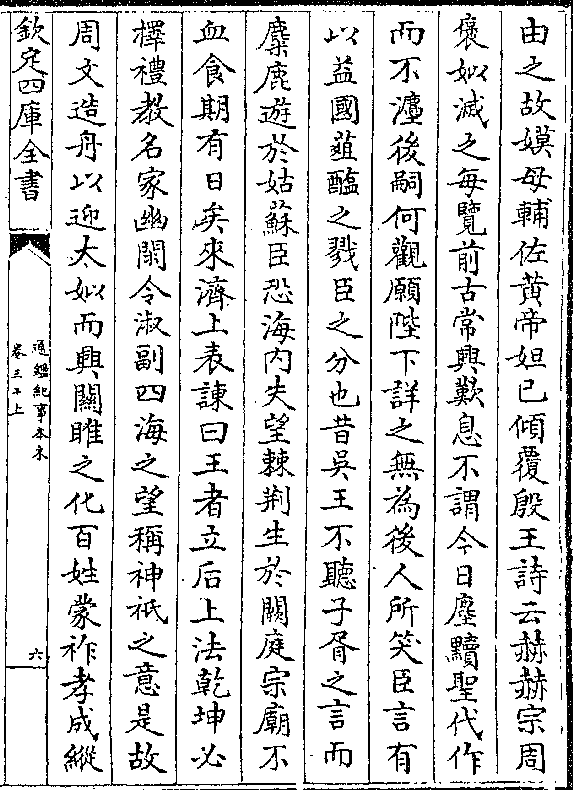 由之故嫫母輔佐黄帝妲己傾覆殷王詩云赫赫宗周
褒姒滅之每覽前古常興歎息不謂今日塵黷聖代作
而不灋後嗣何觀願陛下詳之無為後人所笑臣言有
以益國葅醢之戮臣之分也昔吳王不聽子胥之言而
麋鹿遊於姑蘇臣恐海内失望棘荆生於闕庭宗廟不
血食期有日矣來濟上表諫曰王者立后上法乾坤必
擇禮教名家幽閑令淑副四海之望稱神祇之意是故
周文造舟以迎太姒而興關雎之化百姓蒙祚孝成縱
欽定四庫全書
通鑑紀事本末
卷三十上
六